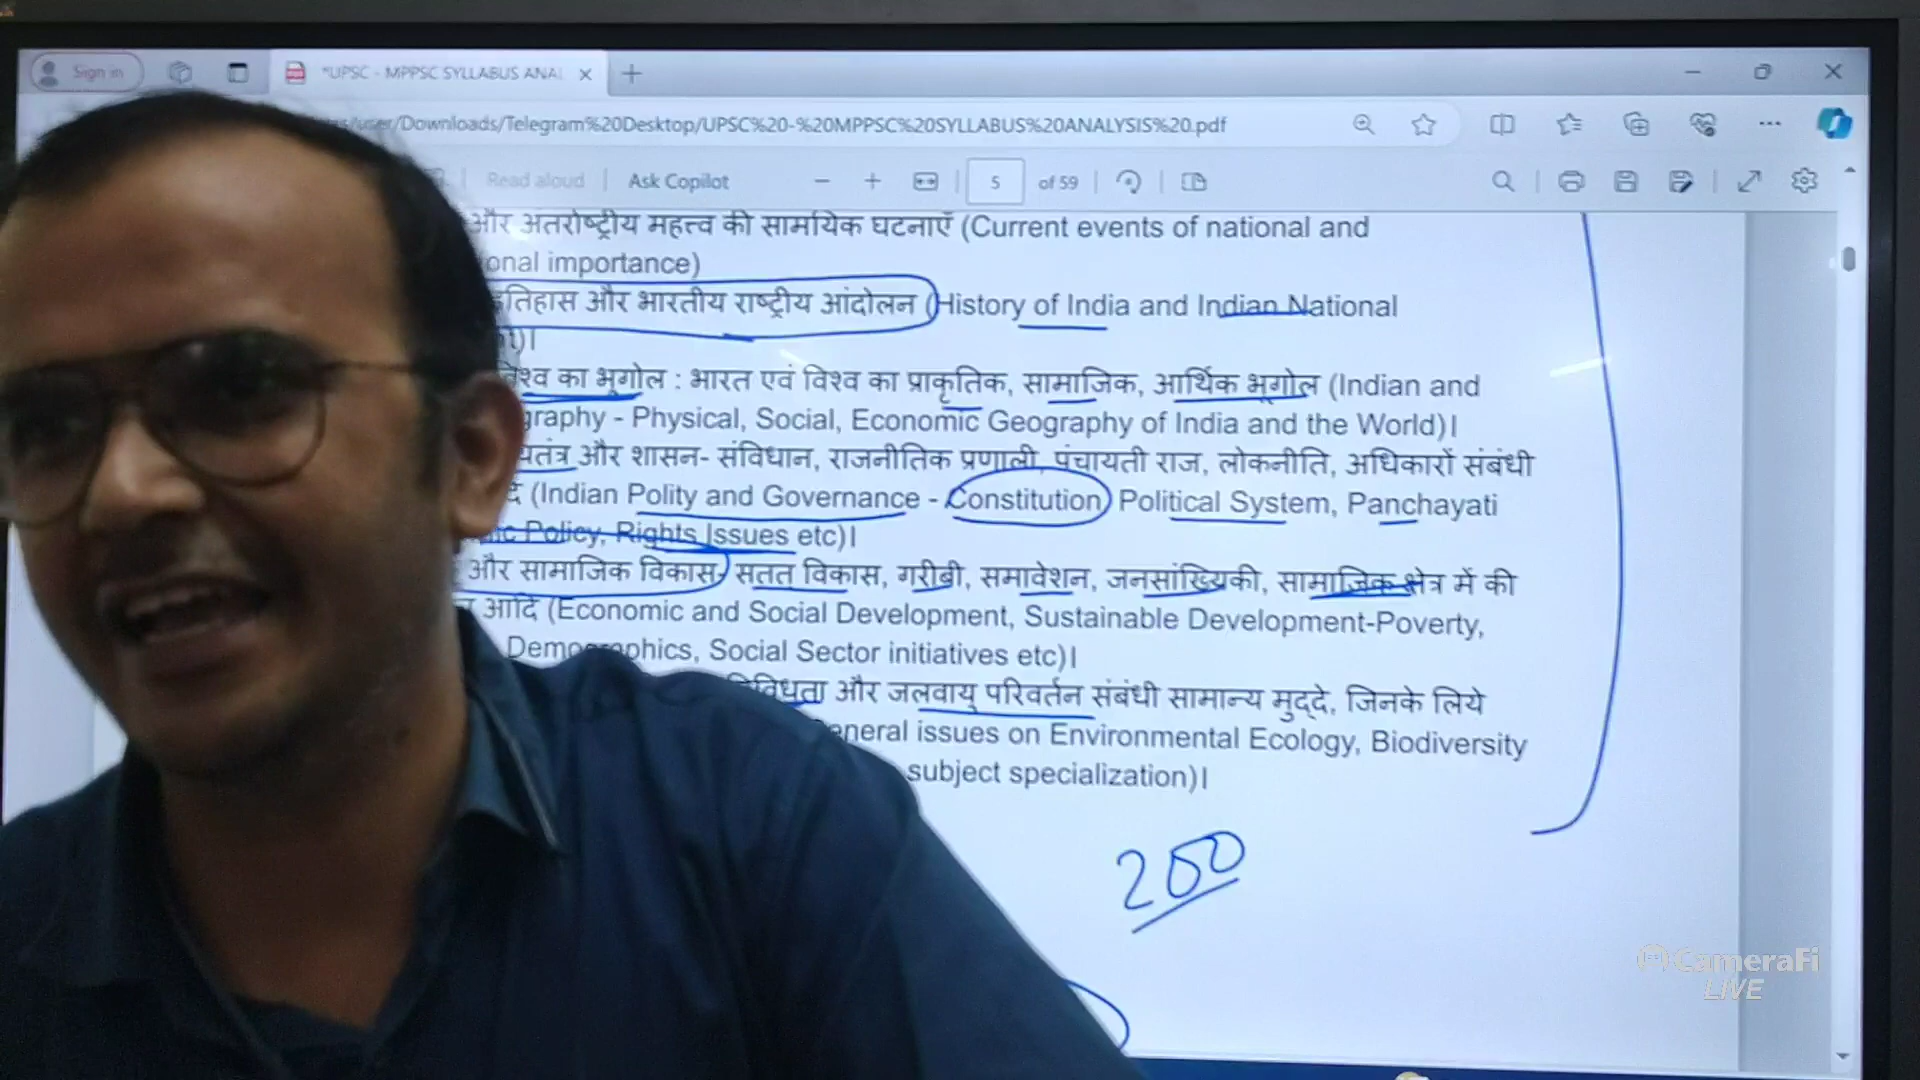 Sign in
*UPSC - MPPSC SYLLABUS ANAL
/user/Downloads/Telegram%20Desktop/UPSC%20-%20MPPSC%20SYLLABUS%20ANALYSIS%20.pdf
Read aloud Ask Copilot 5 of 59
और अंतर्राष्ट्रीय महत्त्व की सामयिक घटनाएँ (Current events of national and
onal importance)
इतिहास और भारतीय राष्ट्रीय आंदोलन (History of India and Indian National
)।
विश्व का भूगोल : भारत एवं विश्व का प्राकृतिक, सामाजिक, आर्थिक भूगोल (Indian and
graphy - Physical, Social, Economic Geography of India and the World)।
यतंत्र और शासन- संविधान, राजनीतिक प्रणाली, पंचायती राज, लोकनीति, अधिकारों संबंधी
दे (Indian Polity and Governance - Constitution, Political System, Panchayati
ic Policy, Rights Issues etc)।
और सामाजिक विकास- सतत विकास, गरीबी, समावेशन, जनसांख्यिकी, सामाजिक क्षेत्र में की
आदि (Economic and Social Development, Sustainable Development-Poverty,
Demographics, Social Sector initiatives etc)।
विविधता और जलवायु परिवर्तन संबंधी सामान्य मुद्दे, जिनके लिये
eneral issues on Environmental Ecology, Biodiversity
subject specialization)।
200
CameraFi
LIVE